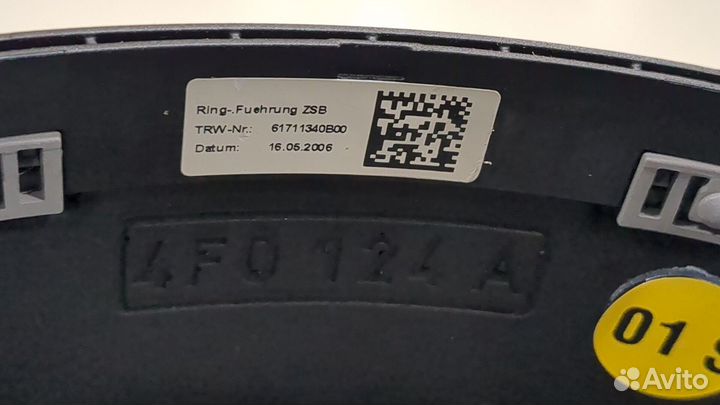 Ring-.Fuehrung ZSB
TRW-Nr.: 61711340B00
Datum: 16.05.2006
4F0 124 A
01
Avito